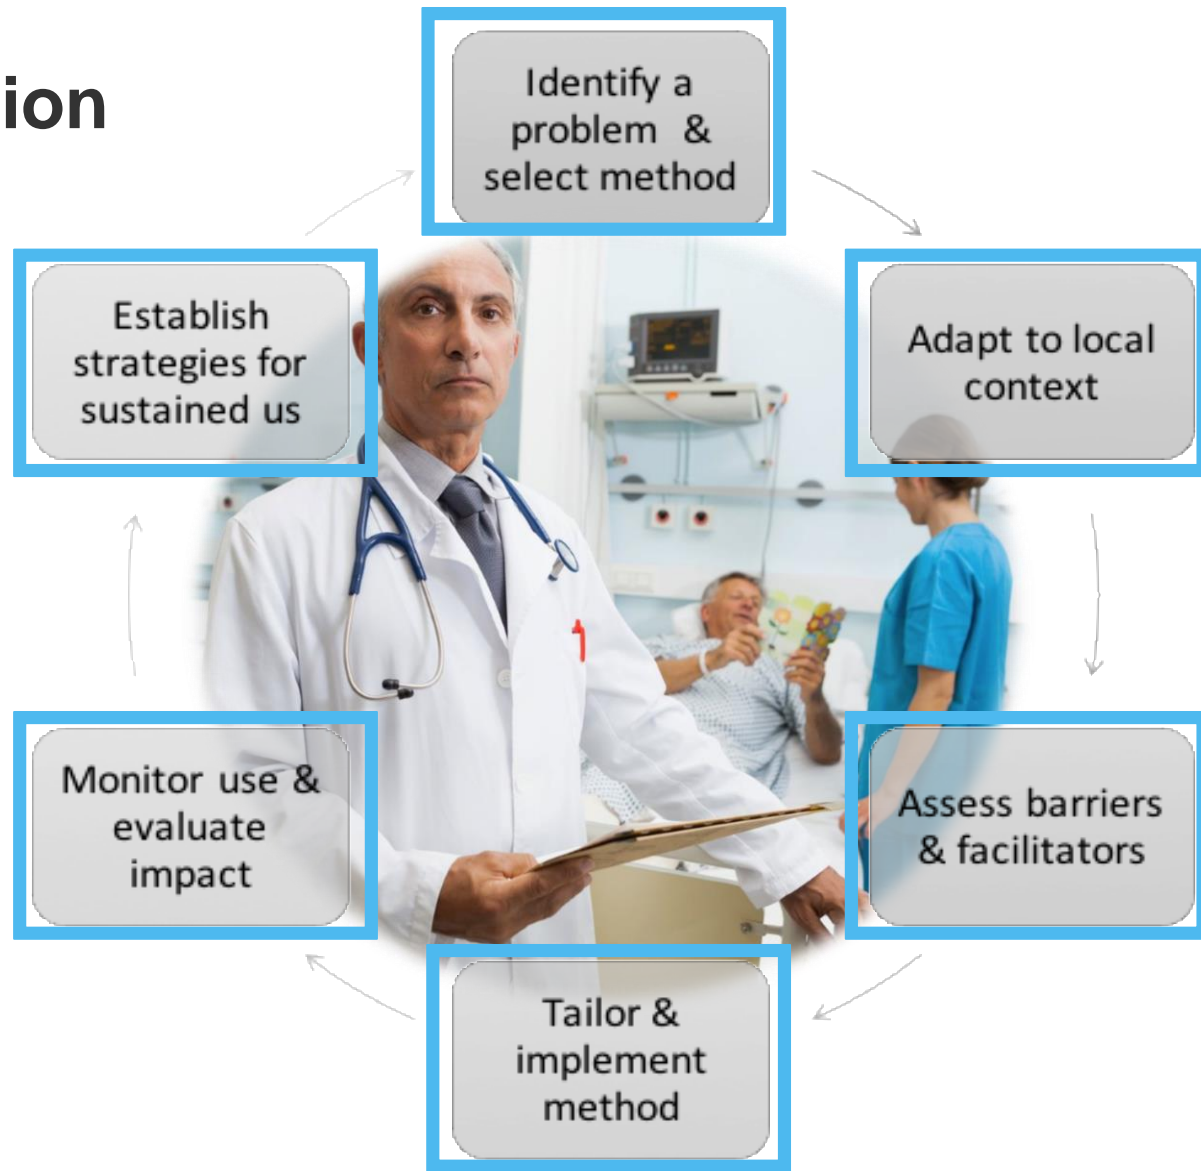 ion
Identify a
problem &
select method
Adapt to local
context
Assess barriers
& facilitators
Tailor &
implement
method
Monitor use &
evaluate
impact
Establish
strategies for
sustained us